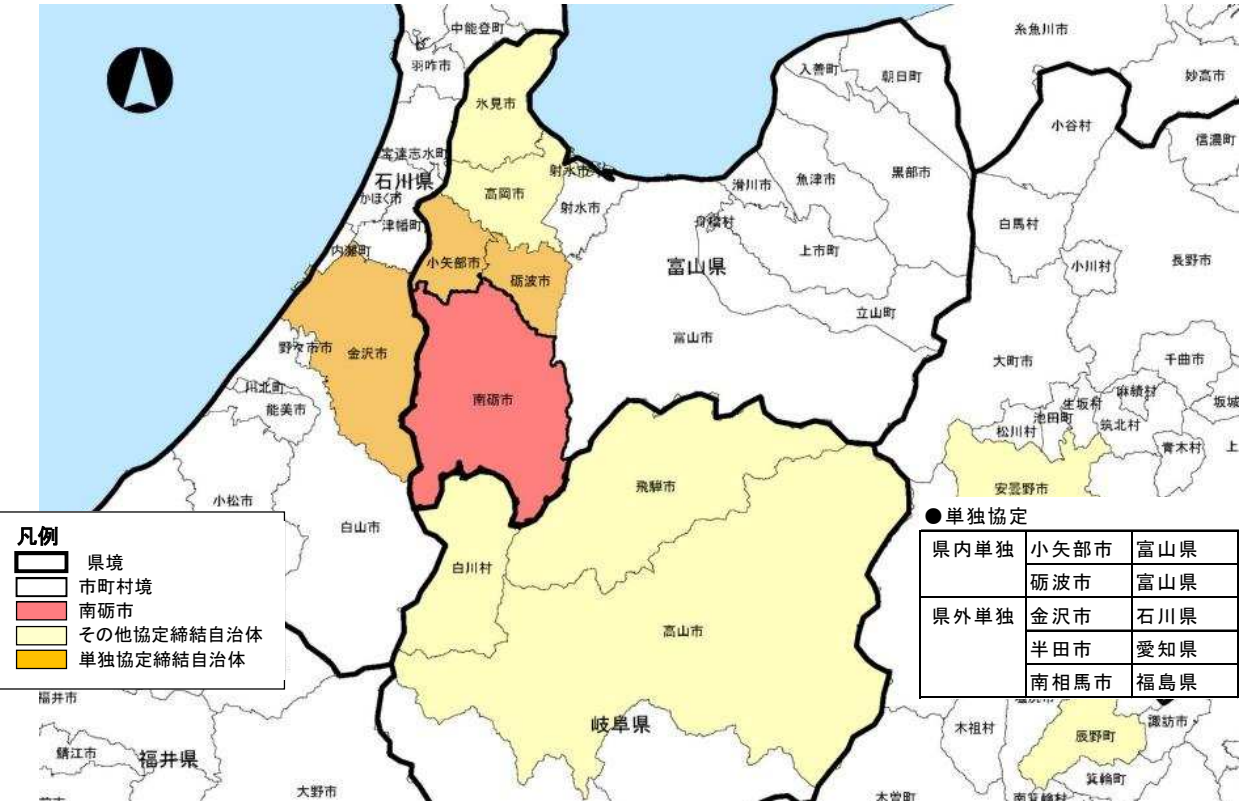 中能登町
糸魚川市
羽咋市
入善町
朝日町
妙高市
氷見市
小谷村
信濃町
宝達志水町
石川県
射水市
滑川市
魚津市
黒部市
かほく市
高岡市
射水市
津幡町
舟橋村
白馬村
内灘町
小矢部市
富山県
上市町
小川村
長野市
砺波市
立山町
野々市市
金沢市
富山市
大町市
千曲市
川北町
能美市
南砺市
麻績村
生坂村
坂城
池田町
松川村
筑北村
青木村
上
小松市
飛騨市
安曇野市
白山市
白川村
高山市
凡例
県境
市町村境
南砺市
その他協定締結自治体
単独協定締結自治体
●単独協定
県内単独 小矢部市 富山県
砺波市 富山県
県外単独 金沢市 石川県
半田市 愛知県
南相馬市 福島県
福井市
岐阜県
木祖村
諏訪市
辰野町
鯖江市
福井県
箕輪町
大野市
木曽町
南箕輪村